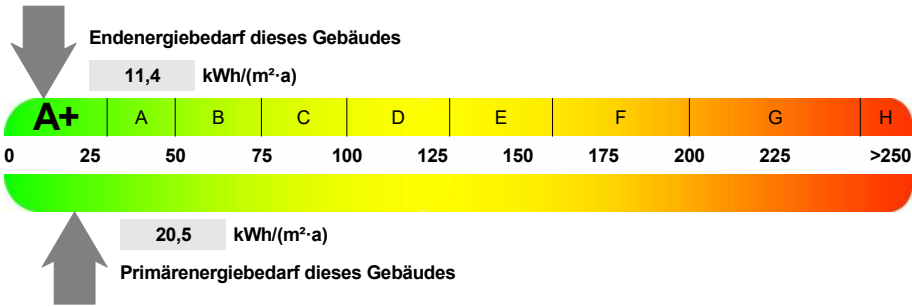 Endenergiebedarf dieses Gebäudes
11,4 kWh/(m²·a)
A+ A B C D E F G H
0 25 50 75 100 125 150 175 200 225 >250
20,5 kWh/(m²·a)
Primärenergiebedarf dieses Gebäudes